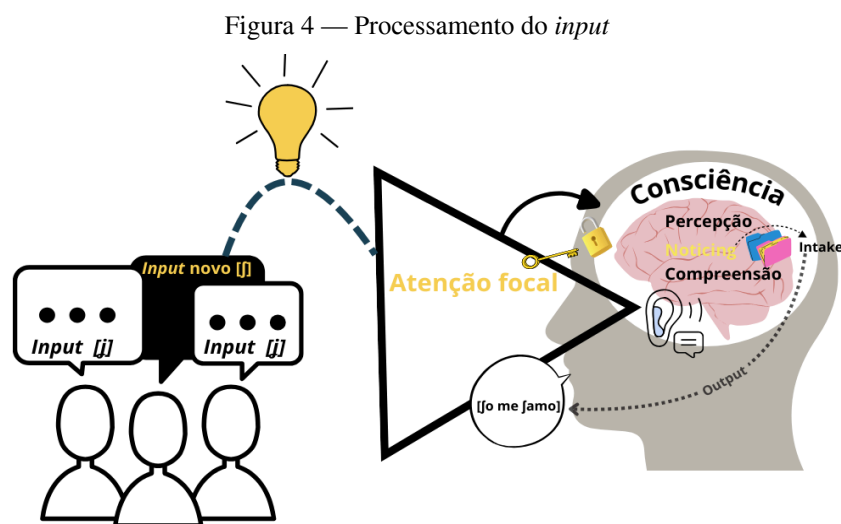 Figura 4 — Processamento do input
Input novo [ʃ]
Input [ʝ]
Input [ʝ]
Atenção focal
Consciência
Percepção
Noticing
Compreensão
Intake
Output
[ʃo me ʃamo]